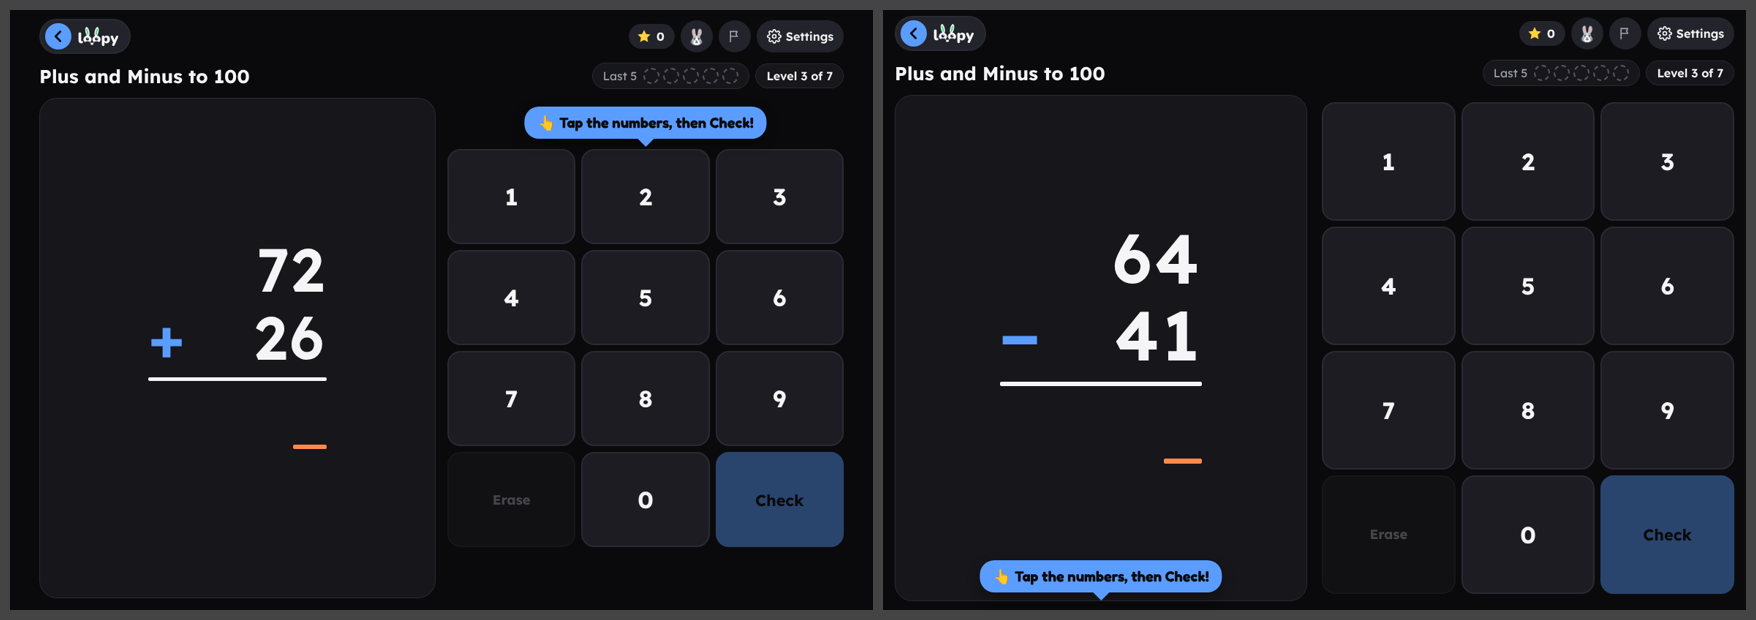 loopy
0
Settings
Plus and Minus to 100
Last 5
Level 3 of 7
Tap the numbers, then Check!
72
+ 26
1 2 3
4 5 6
7 8 9
Erase 0 Check
loopy
0
Settings
Plus and Minus to 100
Last 5
Level 3 of 7
64
− 41
1 2 3
4 5 6
7 8 9
Erase 0 Check
Tap the numbers, then Check!